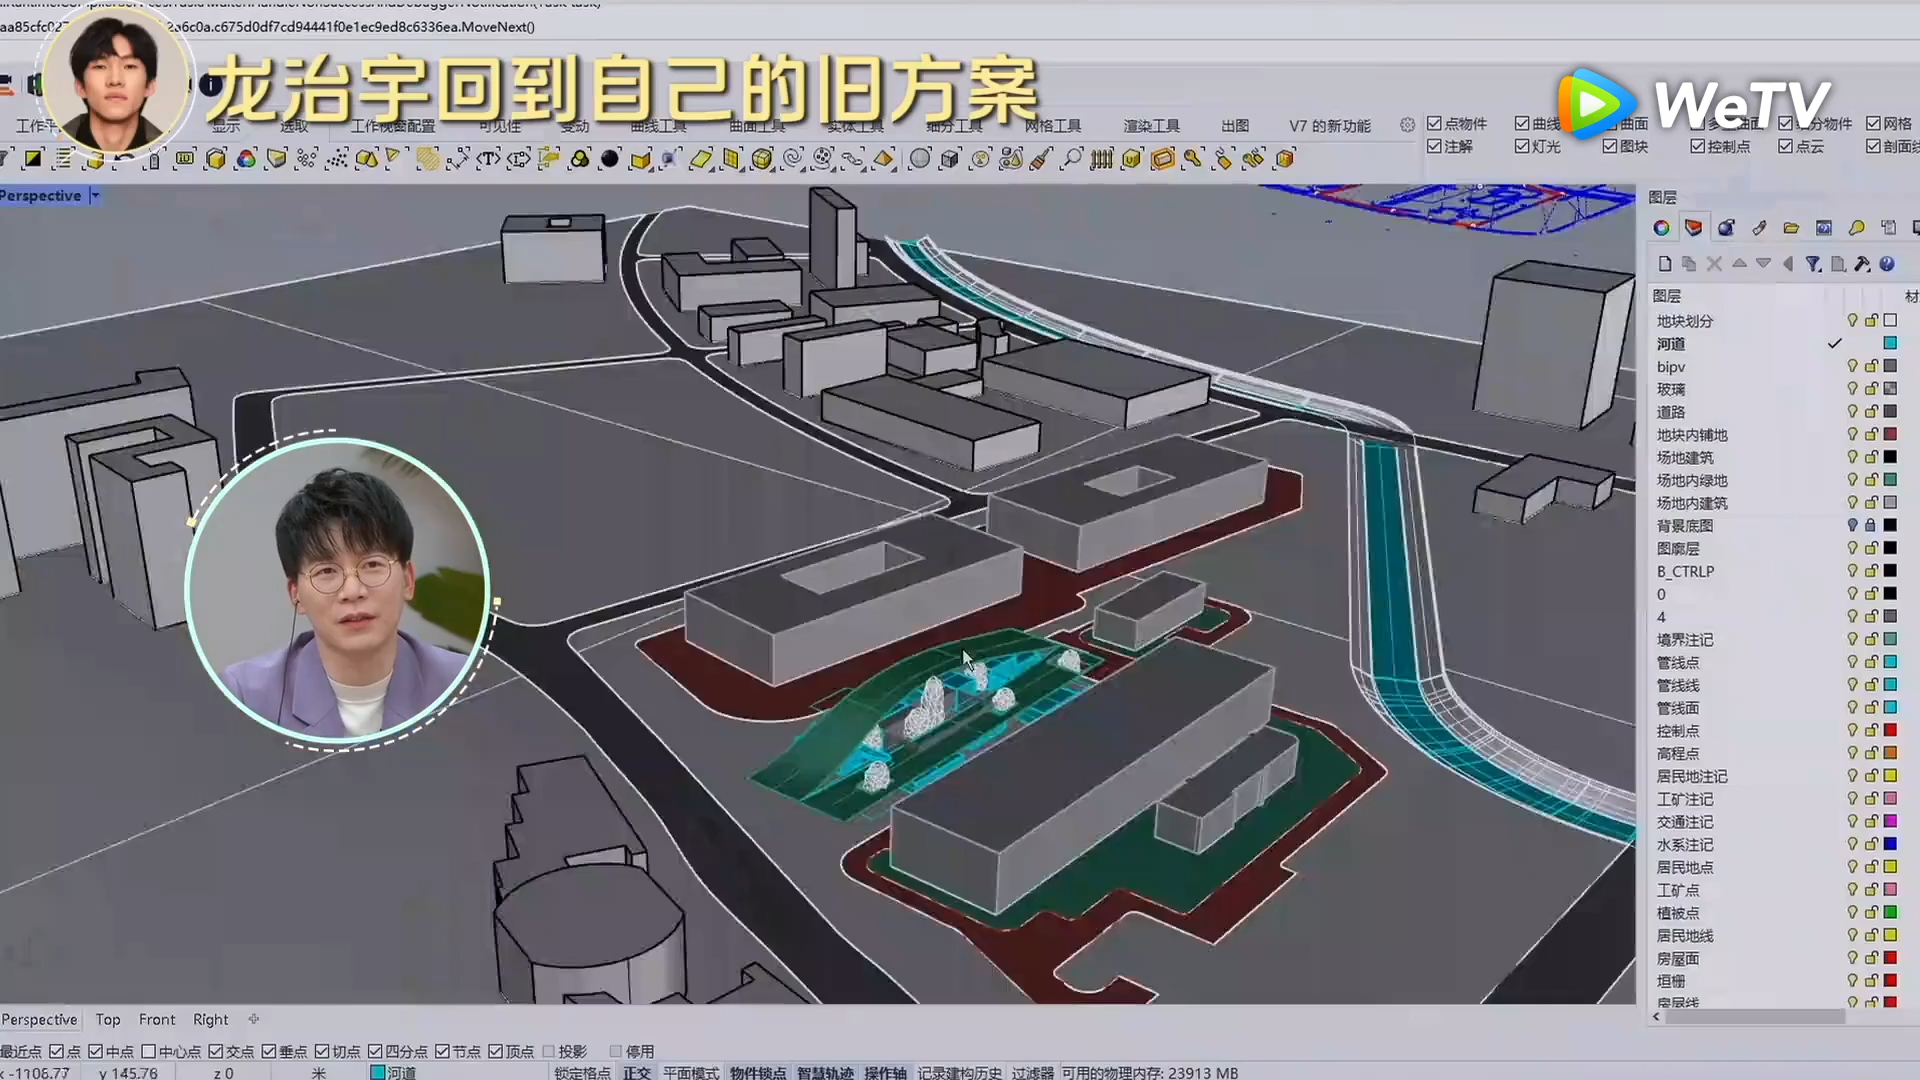 aa85cfc0
2a6c0a.c675d0df7cd94441f0e1ec9ed8c6336ea.MoveNext()
龙治宇回到自己的旧方案
WeTV
显示 选取 工作视窗配置 可见性 变动 曲线工具 曲面工具 实体工具 细分工具 网格工具 渲染工具 出图 V7 的新功能
点物件 曲线 曲面 多重曲面 细分物件 网格
注解 灯光 图块 控制点 点云 剖面线
Perspective
图层
图层 材
地块划分
河道
bipv
玻璃
道路
地块内铺地
场地建筑
场地内绿地
场地内建筑
背景底图
图廓层
B_CTRLP
0
4
境界注记
管线点
管线线
管线面
控制点
高程点
居民地注记
工矿注记
交通注记
水系注记
居民地点
工矿点
植被点
居民地线
房屋面
垣栅
房屋线
Perspective Top Front Right
最近点 点 中点 中心点 交点 垂点 切点 四分点 节点 顶点 投影 停用
x -1106.77 y 145.76 z 0 米 河道 锁定格点 正交 平面模式 物件锁点 智慧轨迹 操作轴 记录建构历史 过滤器 可用的物理内存: 23913 MB